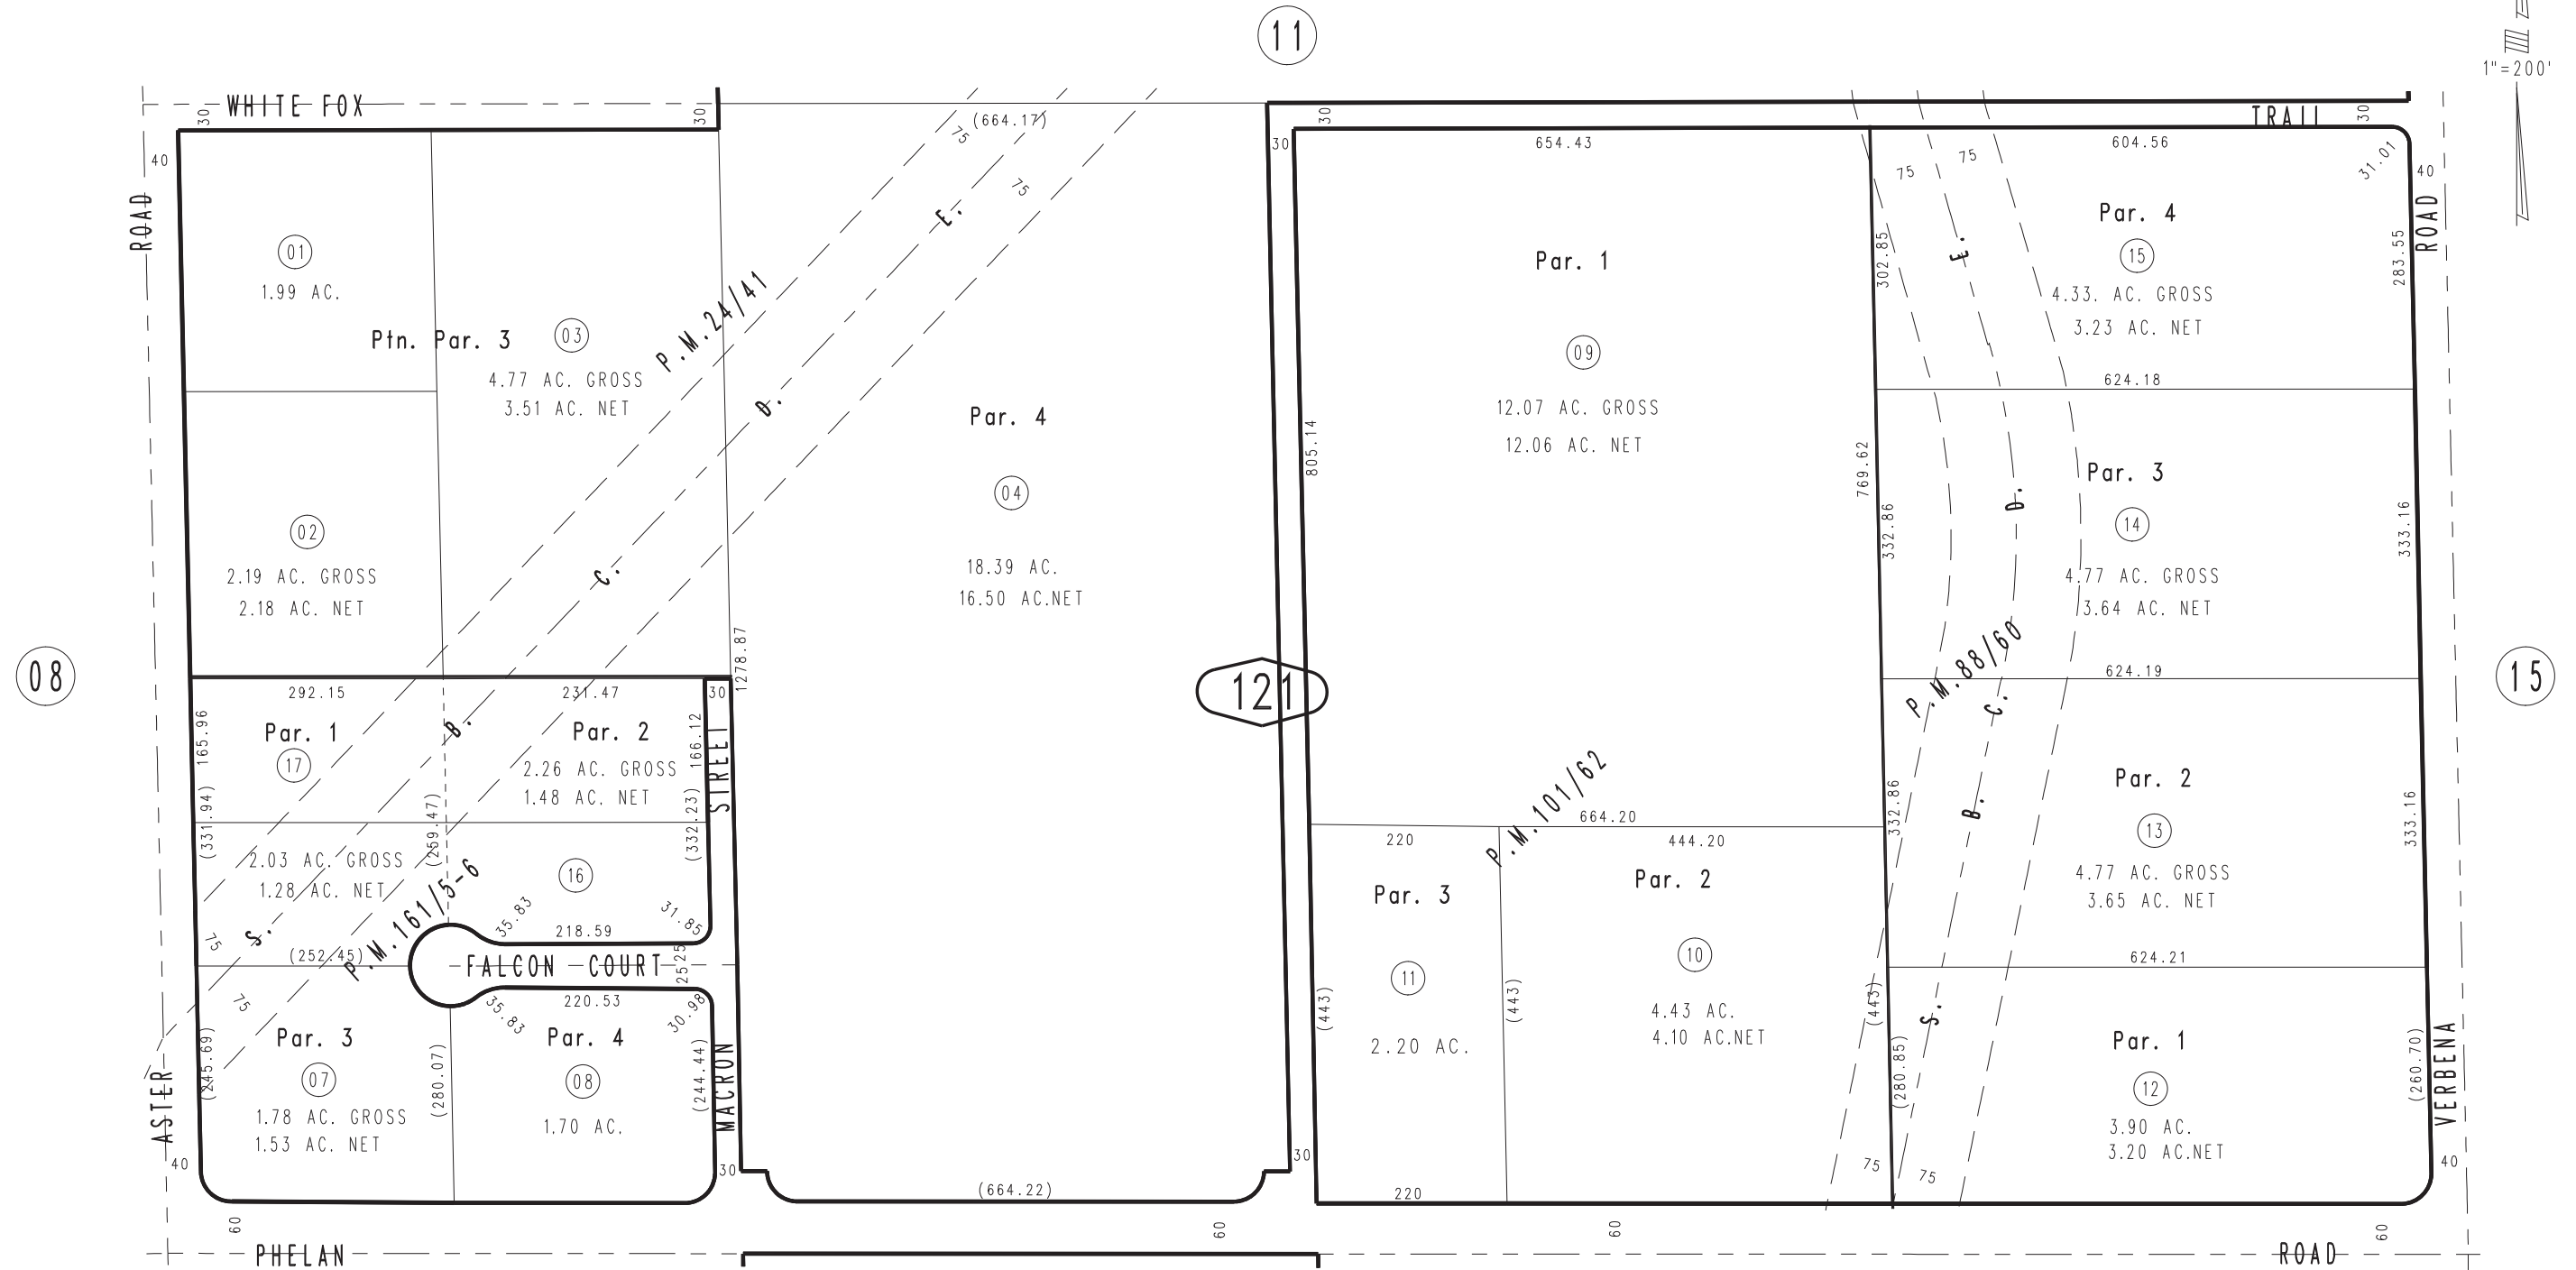 11
1"=200'
WHITE FOX
TRAIL
30
30
(664.17)
30
30
30
40
75
75
654.43
604.56
31.01
40
ROAD
ROAD
75
75
01
1.99 AC.
Ptn. Par. 3
03
4.77 AC. GROSS
3.51 AC. NET
P.M.24/41
E.
D.
C.
B.
S.
Par. 4
04
18.39 AC.
16.50 AC.NET
Par. 1
09
12.07 AC. GROSS
12.06 AC. NET
805.14
769.62
302.85
E.
D.
C.
B.
S.
Par. 4
15
4.33. AC. GROSS
3.23 AC. NET
283.55
624.18
Par. 3
14
4.77 AC. GROSS
3.64 AC. NET
332.86
333.16
P.M.88/60
624.19
02
2.19 AC. GROSS
2.18 AC. NET
1278.87
08
121
15
292.15
231.47
30
165.96
Par. 1
17
Par. 2
2.26 AC. GROSS
1.48 AC. NET
166.12
STREET
(331.94)
(259.47)
(332.23)
2.03 AC. GROSS
1.28 AC. NET
16
P.M.161/5-6
35.83
31.85
218.59
75
(252.45)
FALCON COURT
25
25
75
35.83
220.53
30.98
Par. 3
07
1.78 AC. GROSS
1.53 AC. NET
(245.69)
(280.07)
Par. 4
08
1.70 AC.
(244.44)
MACRON
ASTER
40
30
(664.22)
30
P.M.101/62
664.20
220
444.20
Par. 3
11
2.20 AC.
(443)
(443)
(443)
Par. 2
10
4.43 AC.
4.10 AC.NET
220
332.86
Par. 2
13
4.77 AC. GROSS
3.65 AC. NET
333.16
624.21
Par. 1
12
3.90 AC.
3.20 AC.NET
(280.85)
(260.70)
VERBENA
75
75
40
60
60
60
60
PHELAN
ROAD